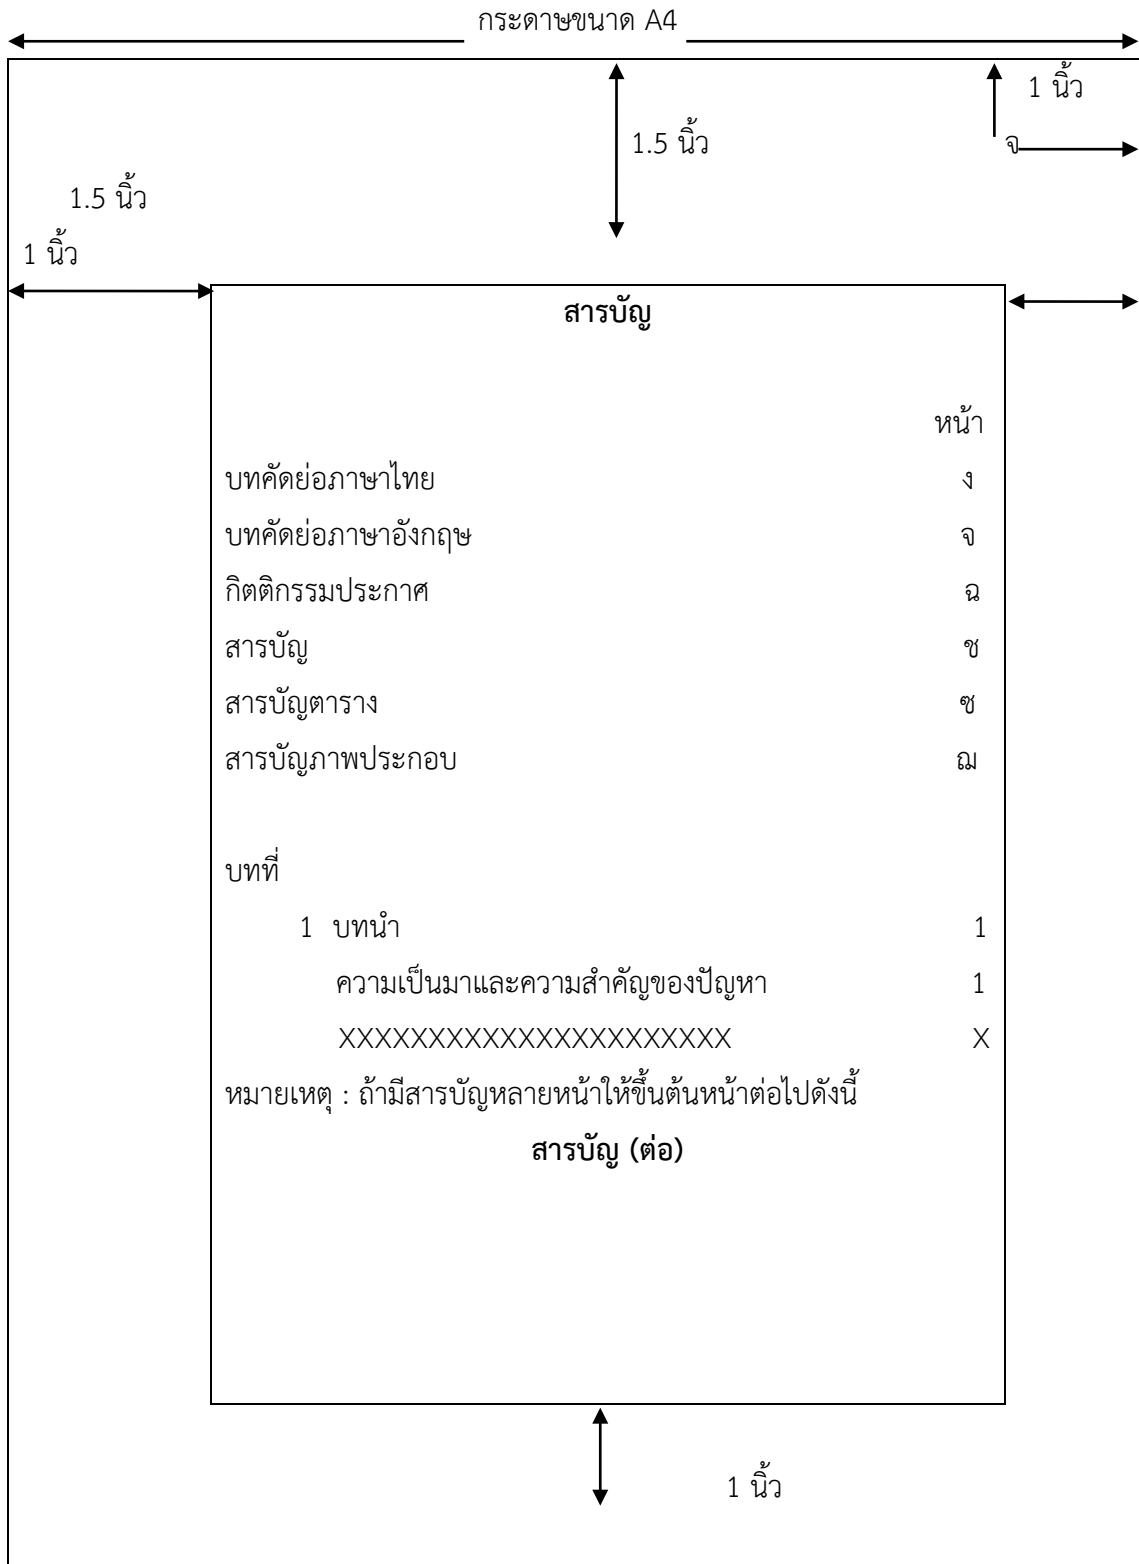 กระดาษขนาด A4
1 นิ้ว
1.5 นิ้ว
จ
1.5 นิ้ว
1 นิ้ว
สารบัญ
หน้า
บทคัดย่อภาษาไทย ง
บทคัดย่อภาษาอังกฤษ จ
กิตติกรรมประกาศ ฉ
สารบัญ ช
สารบัญตาราง ซ
สารบัญภาพประกอบ ฌ
บทที่
1 บทนำ 1
ความเป็นมาและความสำคัญของปัญหา 1
XXXXXXXXXXXXXXXXXXXXXX X
หมายเหตุ : ถ้ามีสารบัญหลายหน้าให้ขึ้นต้นหน้าต่อไปดังนี้
สารบัญ (ต่อ)
1 นิ้ว